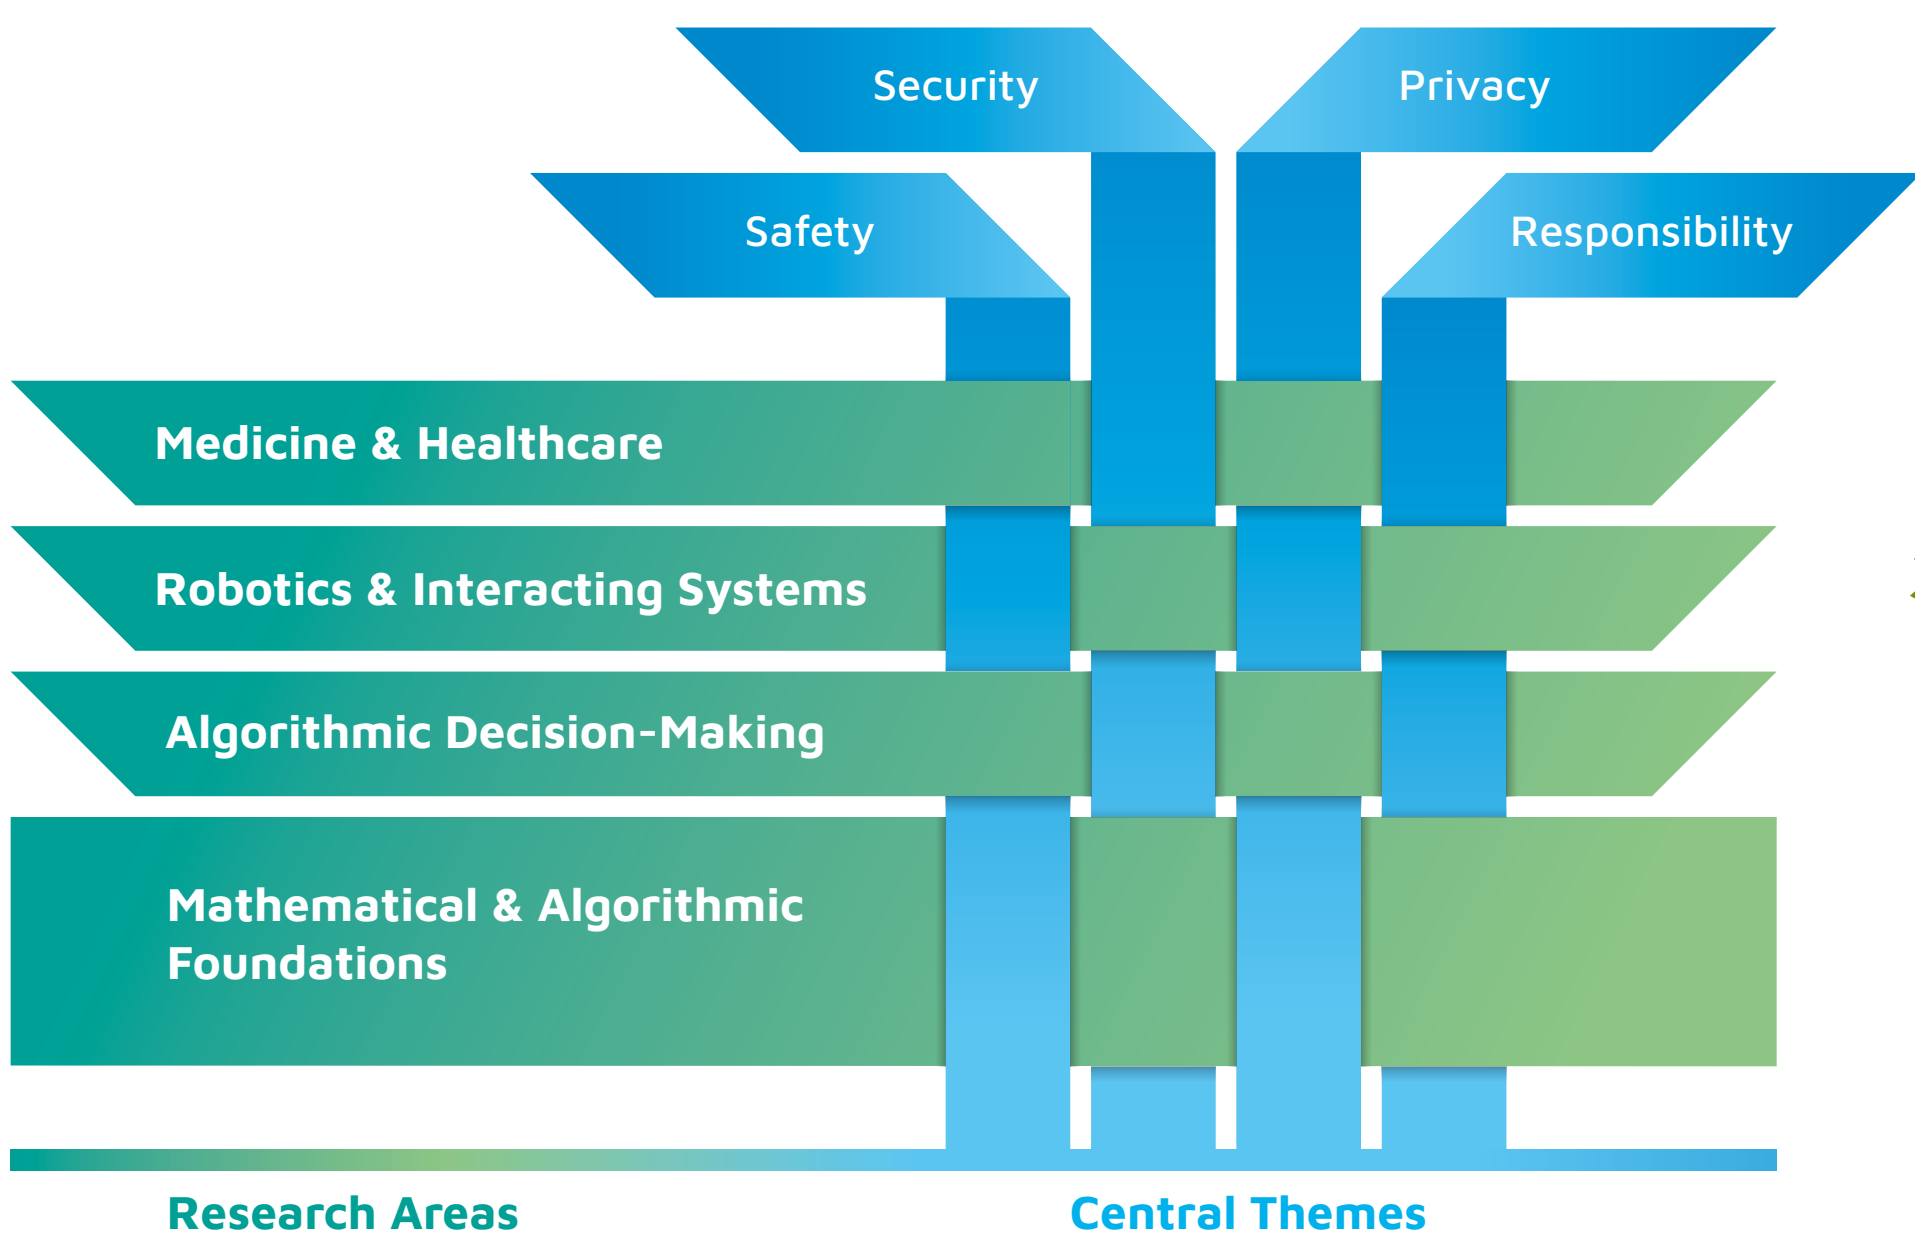 Security
Privacy
Safety
Responsibility
Medicine & Healthcare
Robotics & Interacting Systems
Algorithmic Decision-Making
Mathematical & Algorithmic
Foundations
Research Areas
Central Themes